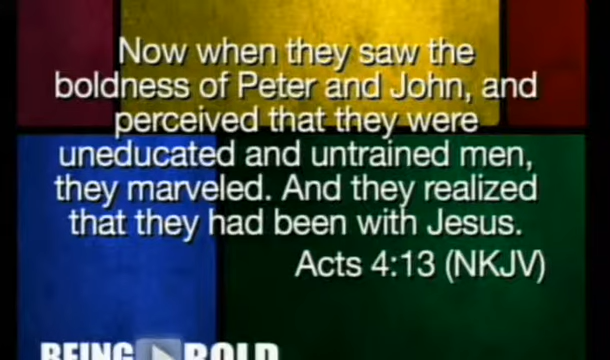 Now when they saw the
boldness of Peter and John, and
perceived that they were
uneducated and untrained men,
they marveled. And they realized
that they had been with Jesus.
Acts 4:13 (NKJV)
BEING BOLD